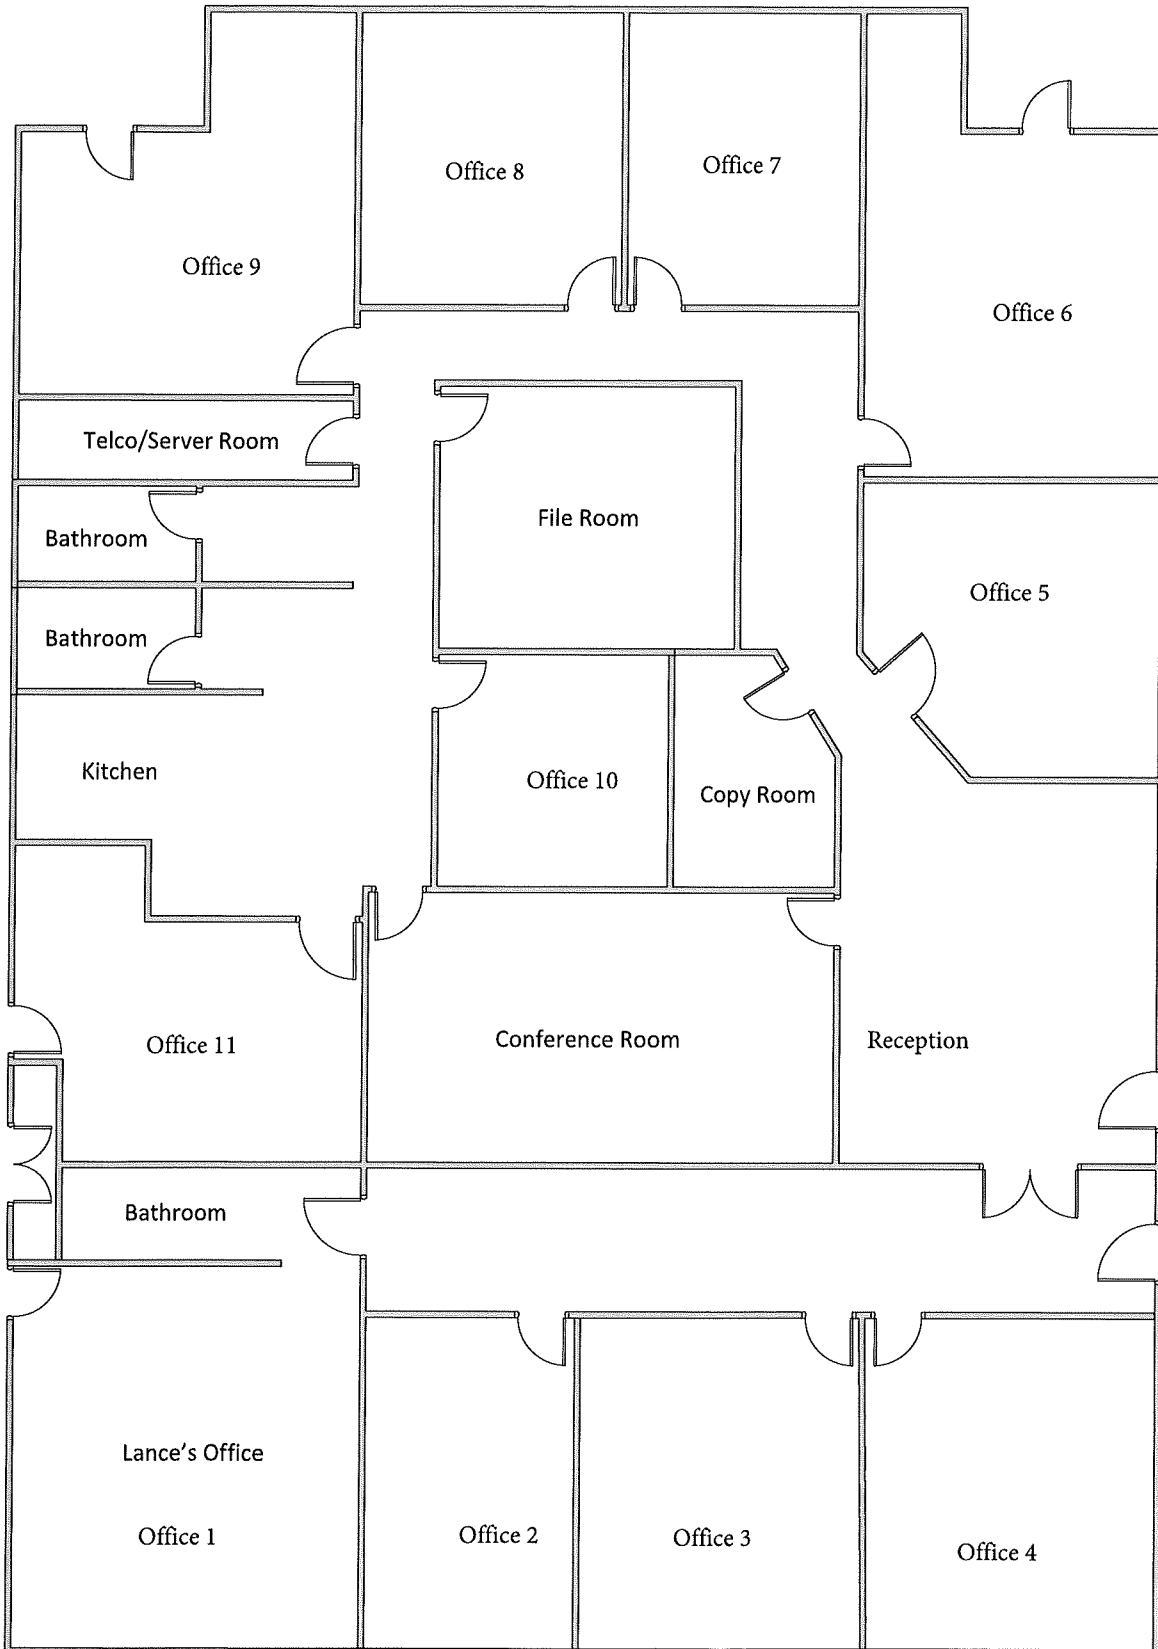 Office 8
Office 7
Office 9
Office 6
Telco/Server Room
File Room
Bathroom
Office 5
Bathroom
Kitchen
Office 10
Copy Room
Office 11
Conference Room
Reception
Bathroom
Lance’s Office
Office 1
Office 2
Office 3
Office 4